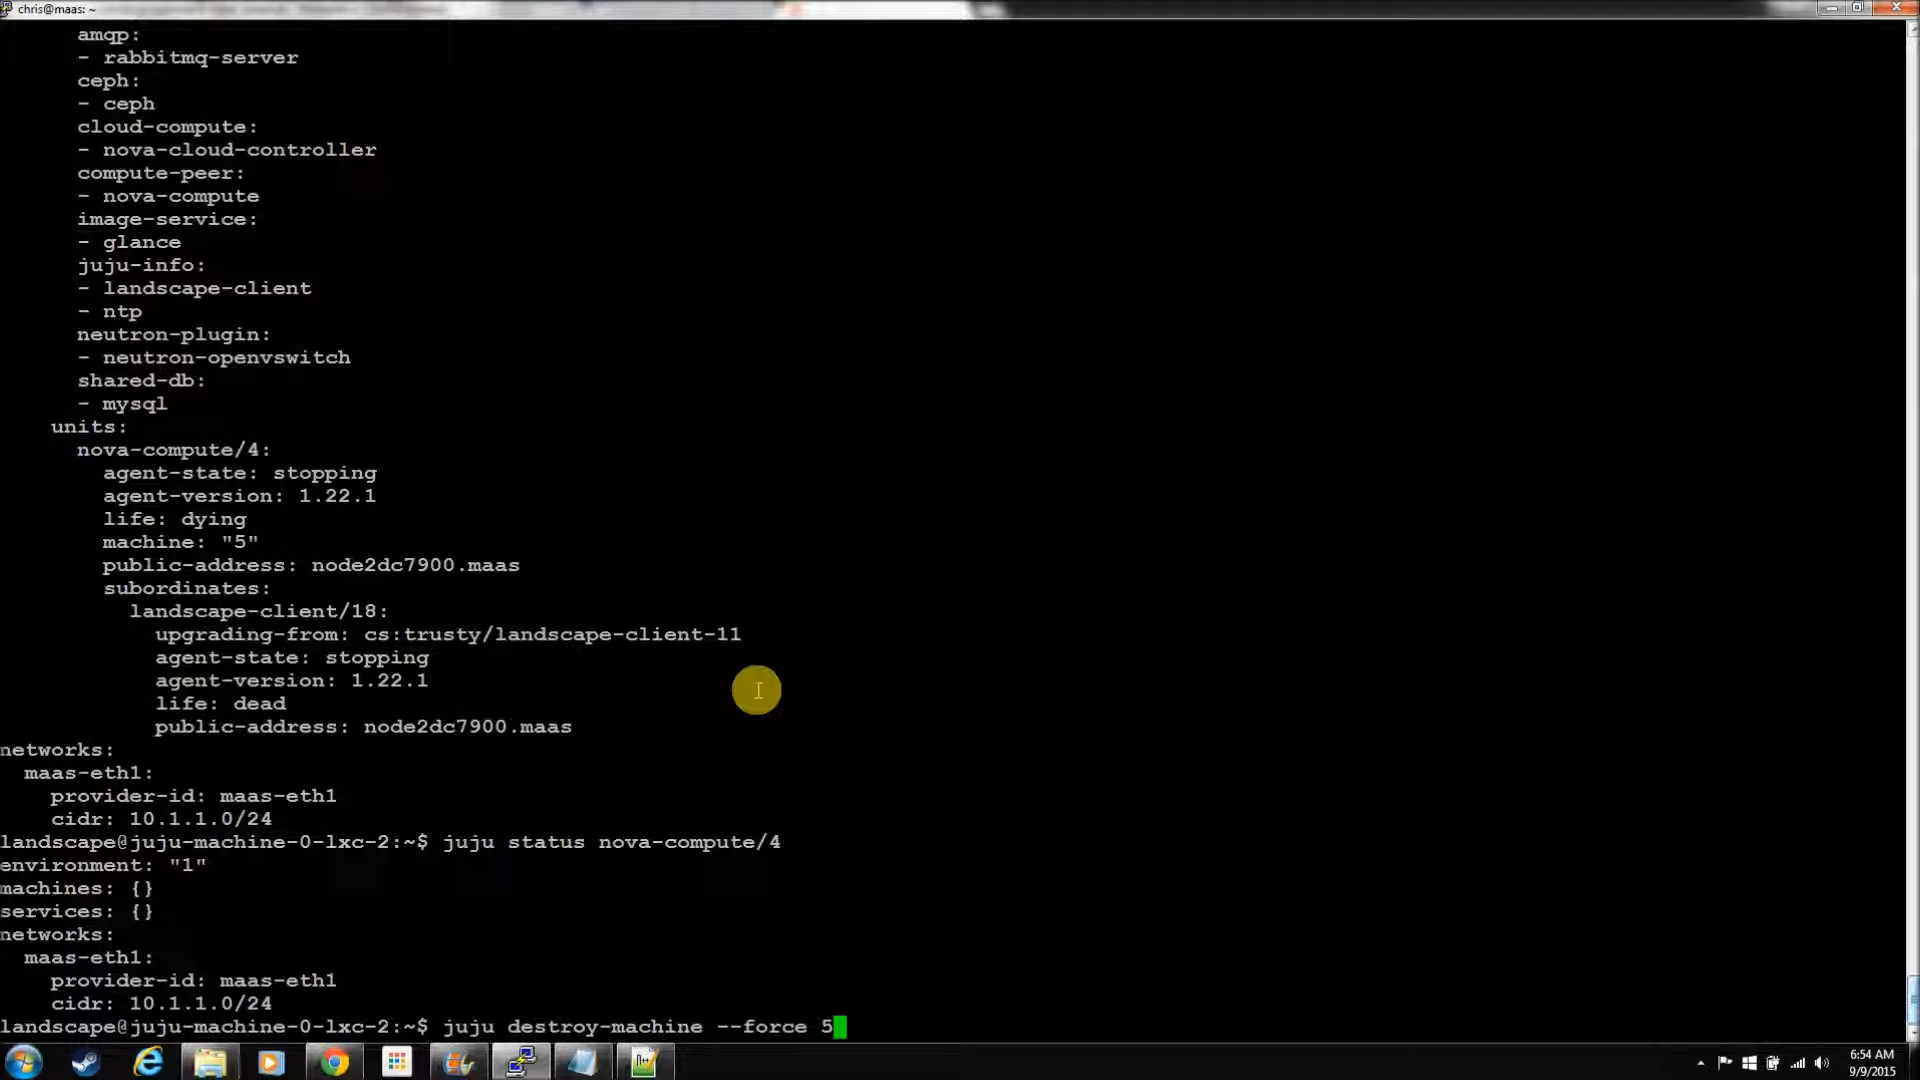 chris@maas: ~
amqp:
- rabbitmq-server
ceph:
- ceph
cloud-compute:
- nova-cloud-controller
compute-peer:
- nova-compute
image-service:
- glance
juju-info:
- landscape-client
- ntp
neutron-plugin:
- neutron-openvswitch
shared-db:
- mysql
units:
nova-compute/4:
agent-state: stopping
agent-version: 1.22.1
life: dying
machine: "5"
public-address: node2dc7900.maas
subordinates:
landscape-client/18:
upgrading-from: cs:trusty/landscape-client-11
agent-state: stopping
agent-version: 1.22.1
life: dead
public-address: node2dc7900.maas
networks:
maas-eth1:
provider-id: maas-eth1
cidr: 10.1.1.0/24
landscape@juju-machine-0-lxc-2:~$ juju status nova-compute/4
environment: "1"
machines: {}
services: {}
networks:
maas-eth1:
provider-id: maas-eth1
cidr: 10.1.1.0/24
landscape@juju-machine-0-lxc-2:~$ juju destroy-machine --force 5
6:54 AM
9/9/2015